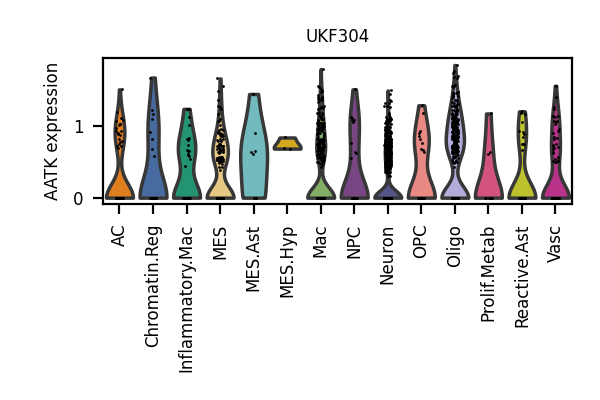 UKF304
AATK expression
1
0
AC
Chromatin.Reg
Inflammatory.Mac
MES
MES.Ast
MES.Hyp
Mac
NPC
Neuron
OPC
Oligo
Prolif.Metab
Reactive.Ast
Vasc